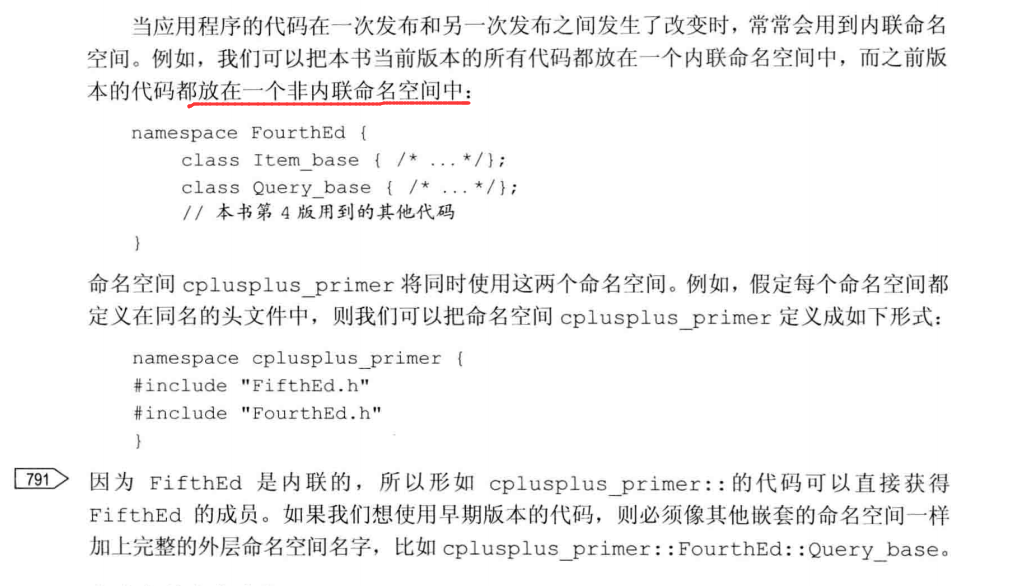 当应用程序的代码在一次发布和另一次发布之间发生了改变时，常常会用到内联命名
空间。例如，我们可以把本书当前版本的所有代码都放在一个内联命名空间中，而之前版
本的代码都放在一个非内联命名空间中：
namespace FourthEd {
class Item_base { /* ... */};
class Query_base { /* ... */};
// 本书第 4 版用到的其他代码
}
命名空间 cplusplus_primer 将同时使用这两个命名空间。例如，假定每个命名空间都
定义在同名的头文件中，则我们可以把命名空间 cplusplus_primer 定义成如下形式：
namespace cplusplus_primer {
#include "FifthEd.h"
#include "FourthEd.h"
}
791 因为 FifthEd 是内联的，所以形如 cplusplus_primer::的代码可以直接获得
FifthEd 的成员。如果我们想使用早期版本的代码，则必须像其他嵌套的命名空间一样
加上完整的外层命名空间名字，比如 cplusplus_primer::FourthEd::Query_base。